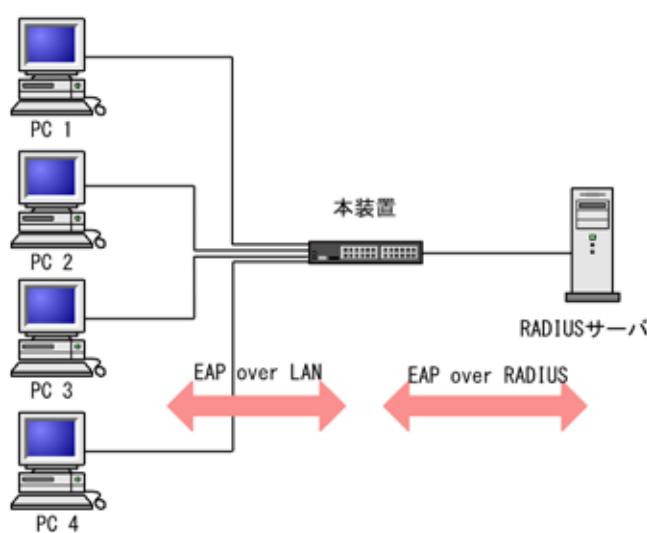 PC 1
PC 2
本装置
RADIUSサーバ
PC 3
EAP over LAN
EAP over RADIUS
PC 4